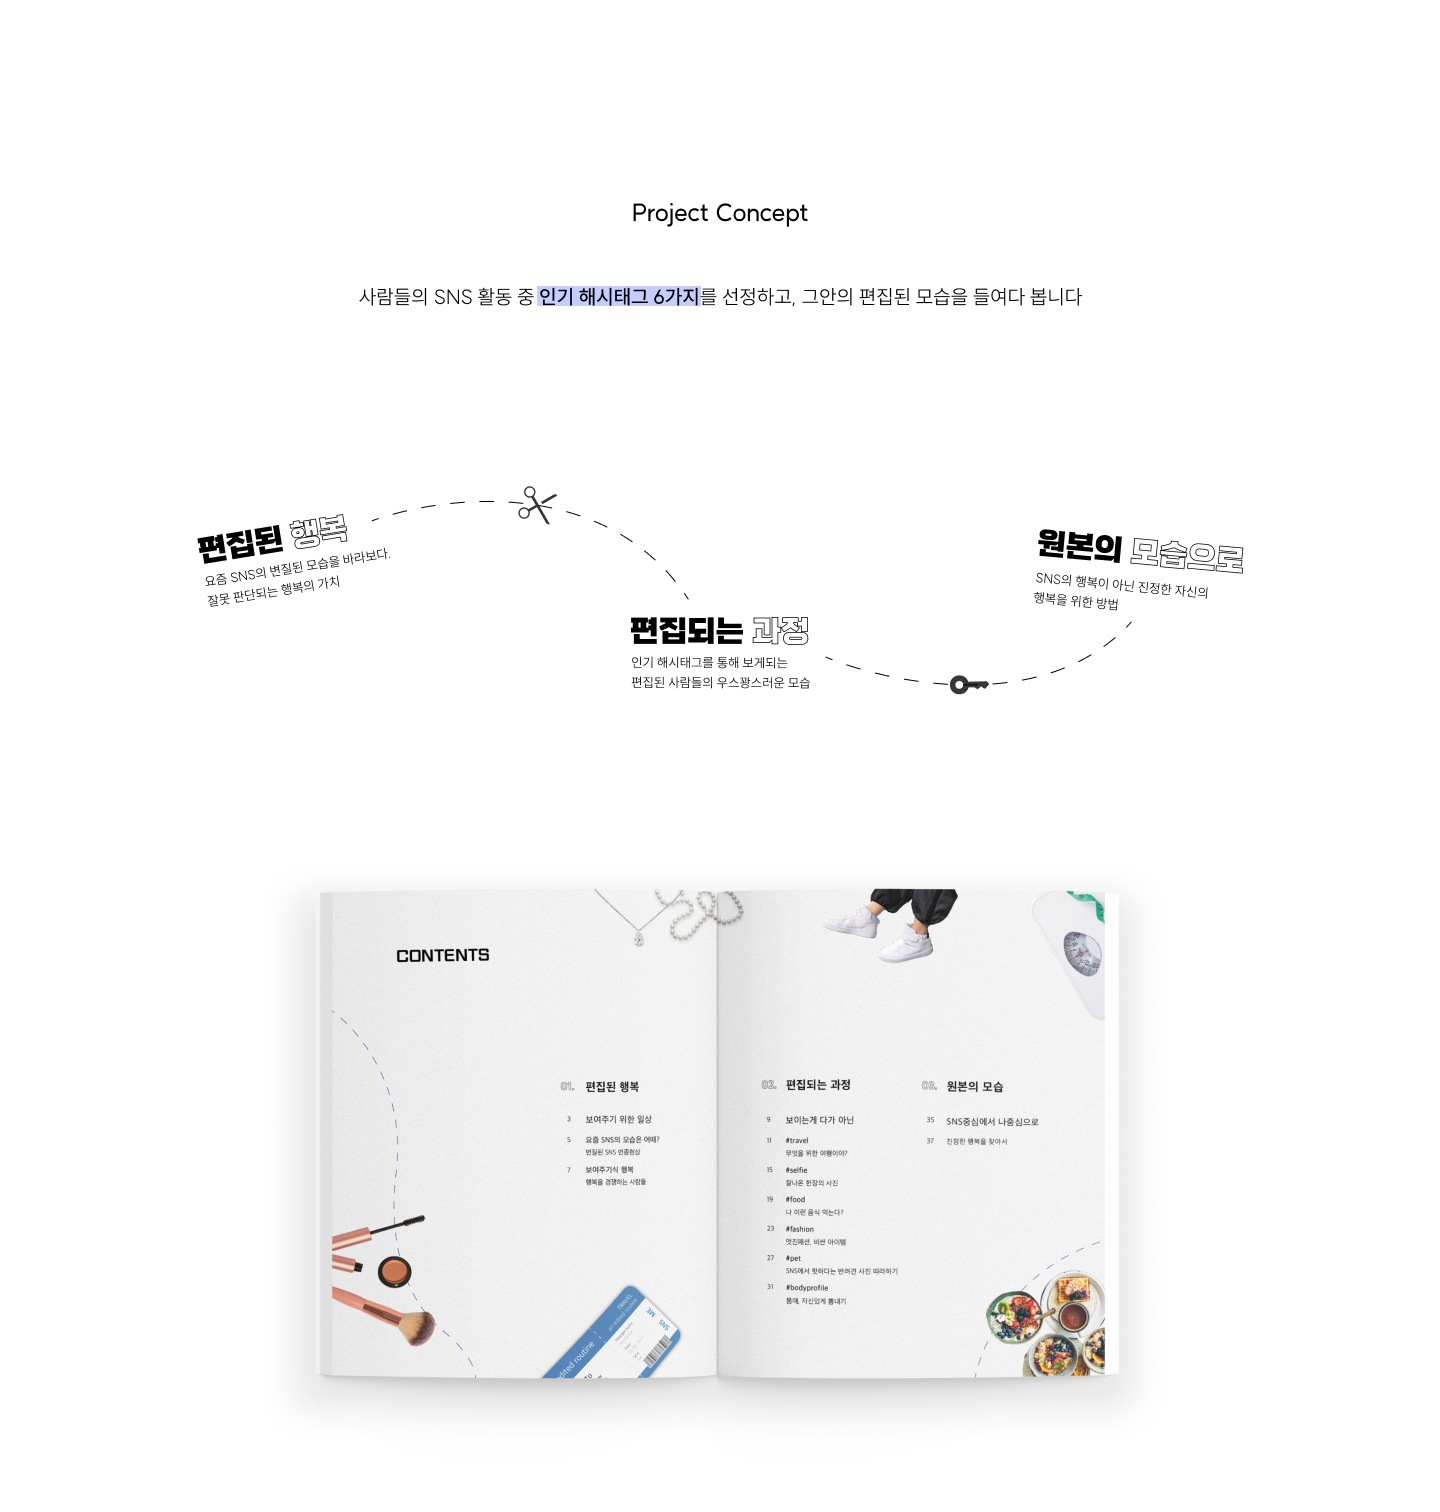 Project Concept
사람들의 SNS 활동 중 인기 해시태그 6가지를 선정하고, 그안의 편집된 모습을 들여다 봅니다
편집된 행복
요즘 SNS의 변질된 모습을 바라보다.
잘못 판단되는 행복의 가치
편집되는 과정
인기 해시태그를 통해 보게되는
편집된 사람들의 우스꽝스러운 모습
원본의 모습으로
SNS의 행복이 아닌 진정한 자신의
행복을 위한 방법
CONTENTS
01. 편집된 행복
3 보여주기 위한 일상
5 요즘 SNS의 모습은 어때?
변질된 SNS 변종현상
7 보여주기식 행복
행복을 경쟁하는 사람들
02. 편집되는 과정
9 보이는게 다가 아닌
11 #travel
무엇을 위한 여행이야?
15 #selfie
잘나온 한장의 사진
19 #food
나 이런 음식 먹는다?
23 #fashion
멋진패션, 비싼 아이템
27 #pet
SNS에서 핫하다는 반려견 사진 따라하기
31 #bodyprofile
몸매, 자신있게 뽐내기
03. 원본의 모습
35 SNS중심에서 나중심으로
37 진정한 행복을 찾아서
TRAVEL
an edited routine
dited routine
SNS ME
TO